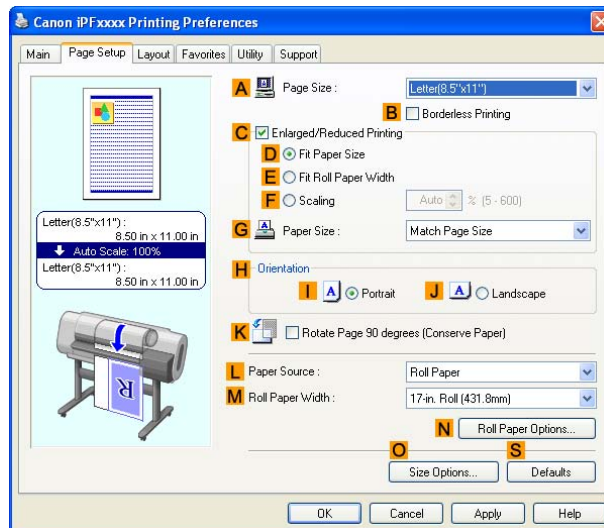 Canon iPFxxxx Printing Preferences
Main Page Setup Layout Favorites Utility Support
A Page Size : Letter(8.5"x11")
B Borderless Printing
C Enlarged/Reduced Printing
D Fit Paper Size
E Fit Roll Paper Width
F Scaling Auto % (5 - 600)
G A Paper Size : Match Page Size
Letter(8.5"x11") :
8.50 in x 11.00 in
Auto Scale: 100%
Letter(8.5"x11") :
8.50 in x 11.00 in
H Orientation
I A Portrait J A Landscape
K Rotate Page 90 degrees (Conserve Paper)
R
L Paper Source : Roll Paper
M Roll Paper Width : 17-in. Roll (431.8mm)
N Roll Paper Options...
O S
Size Options... Defaults
OK Cancel Apply Help